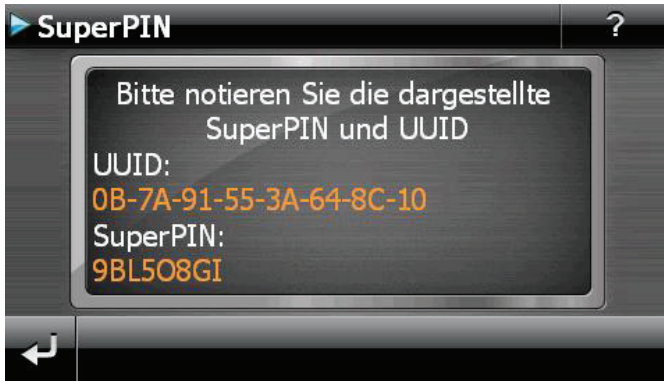 SuperPIN
?
Bitte notieren Sie die dargestellte
SuperPIN und UUID
UUID:
0B-7A-91-55-3A-64-8C-10
SuperPIN:
9BL5O8GI